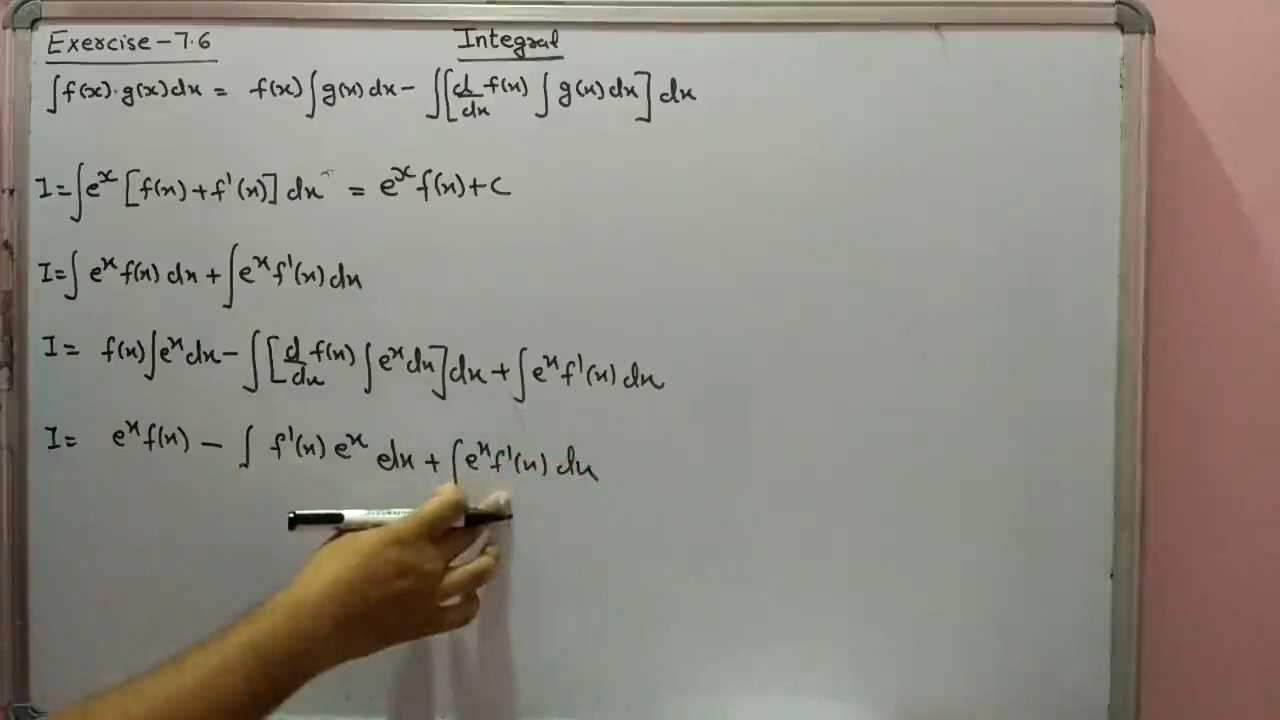 Exercise-7.6
Integral
∫f(x)·g(x)dx = f(x)∫g(x)dx - ∫[d/dx f(x) ∫g(x)dx]dx
I=∫e^x [f(x)+f'(x)]dx = e^x f(x)+c
I=∫e^x f(x)dx + ∫e^x f'(x)dx
I= f(x)∫e^x dx - ∫[d/dx f(x) ∫e^x dx]dx + ∫e^x f'(x)dx
I= e^x f(x) - ∫f'(x)e^x dx + ∫e^x f'(x)dx